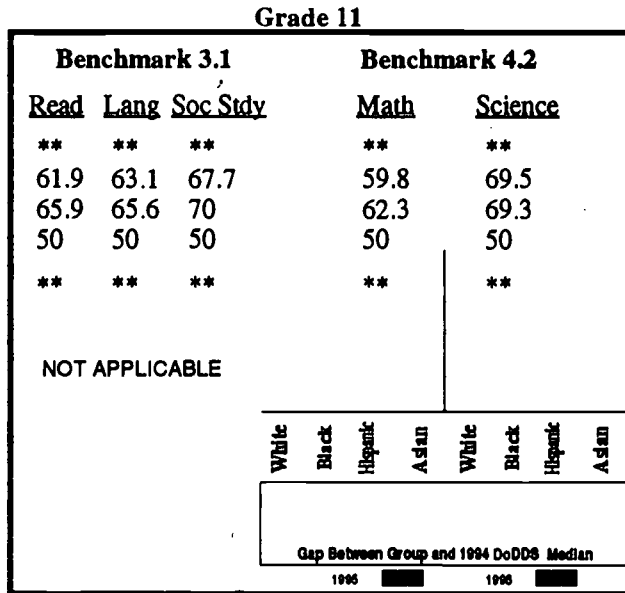 Grade 11
Benchmark 3.1 Benchmark 4.2
Read Lang Soc Stdy Math Science
** ** ** ** **
61.9 63.1 67.7 59.8 69.5
65.9 65.6 70 62.3 69.3
50 50 50 50 50
** ** ** ** **
NOT APPLICABLE
White Black Hispanic Asian White Black Hispanic Asian
Gap Between Group and 1994 DoDDS Median
1995 1995